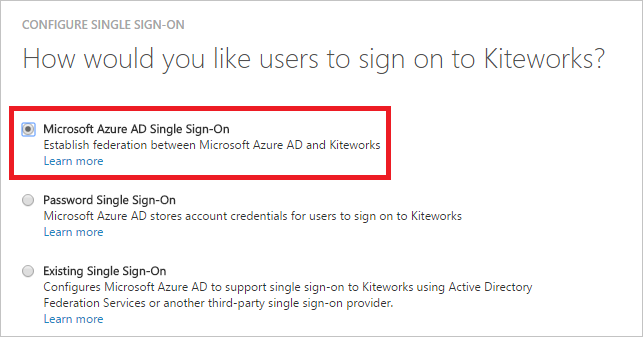 CONFIGURE SINGLE SIGN-ON
How would you like users to sign on to Kiteworks?
Microsoft Azure AD Single Sign-On
Establish federation between Microsoft Azure AD and Kiteworks
Learn more
Password Single Sign-On
Microsoft Azure AD stores account credentials for users to sign on to Kiteworks
Learn more
Existing Single Sign-On
Configures Microsoft Azure AD to support single sign-on to Kiteworks using Active Directory
Federation Services or another third-party single sign-on provider.
Learn more